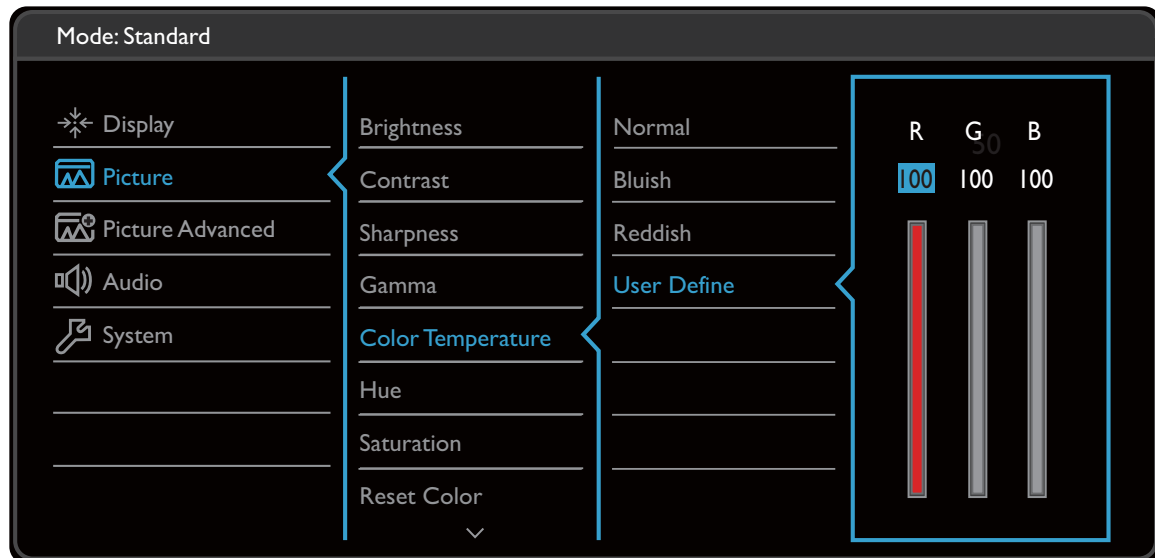 Mode: Standard
Display
Picture
Picture Advanced
Audio
System
Brightness
Contrast
Sharpness
Gamma
Color Temperature
Hue
Saturation
Reset Color
Normal
Bluish
Reddish
User Define
R G B
50
100 100 100